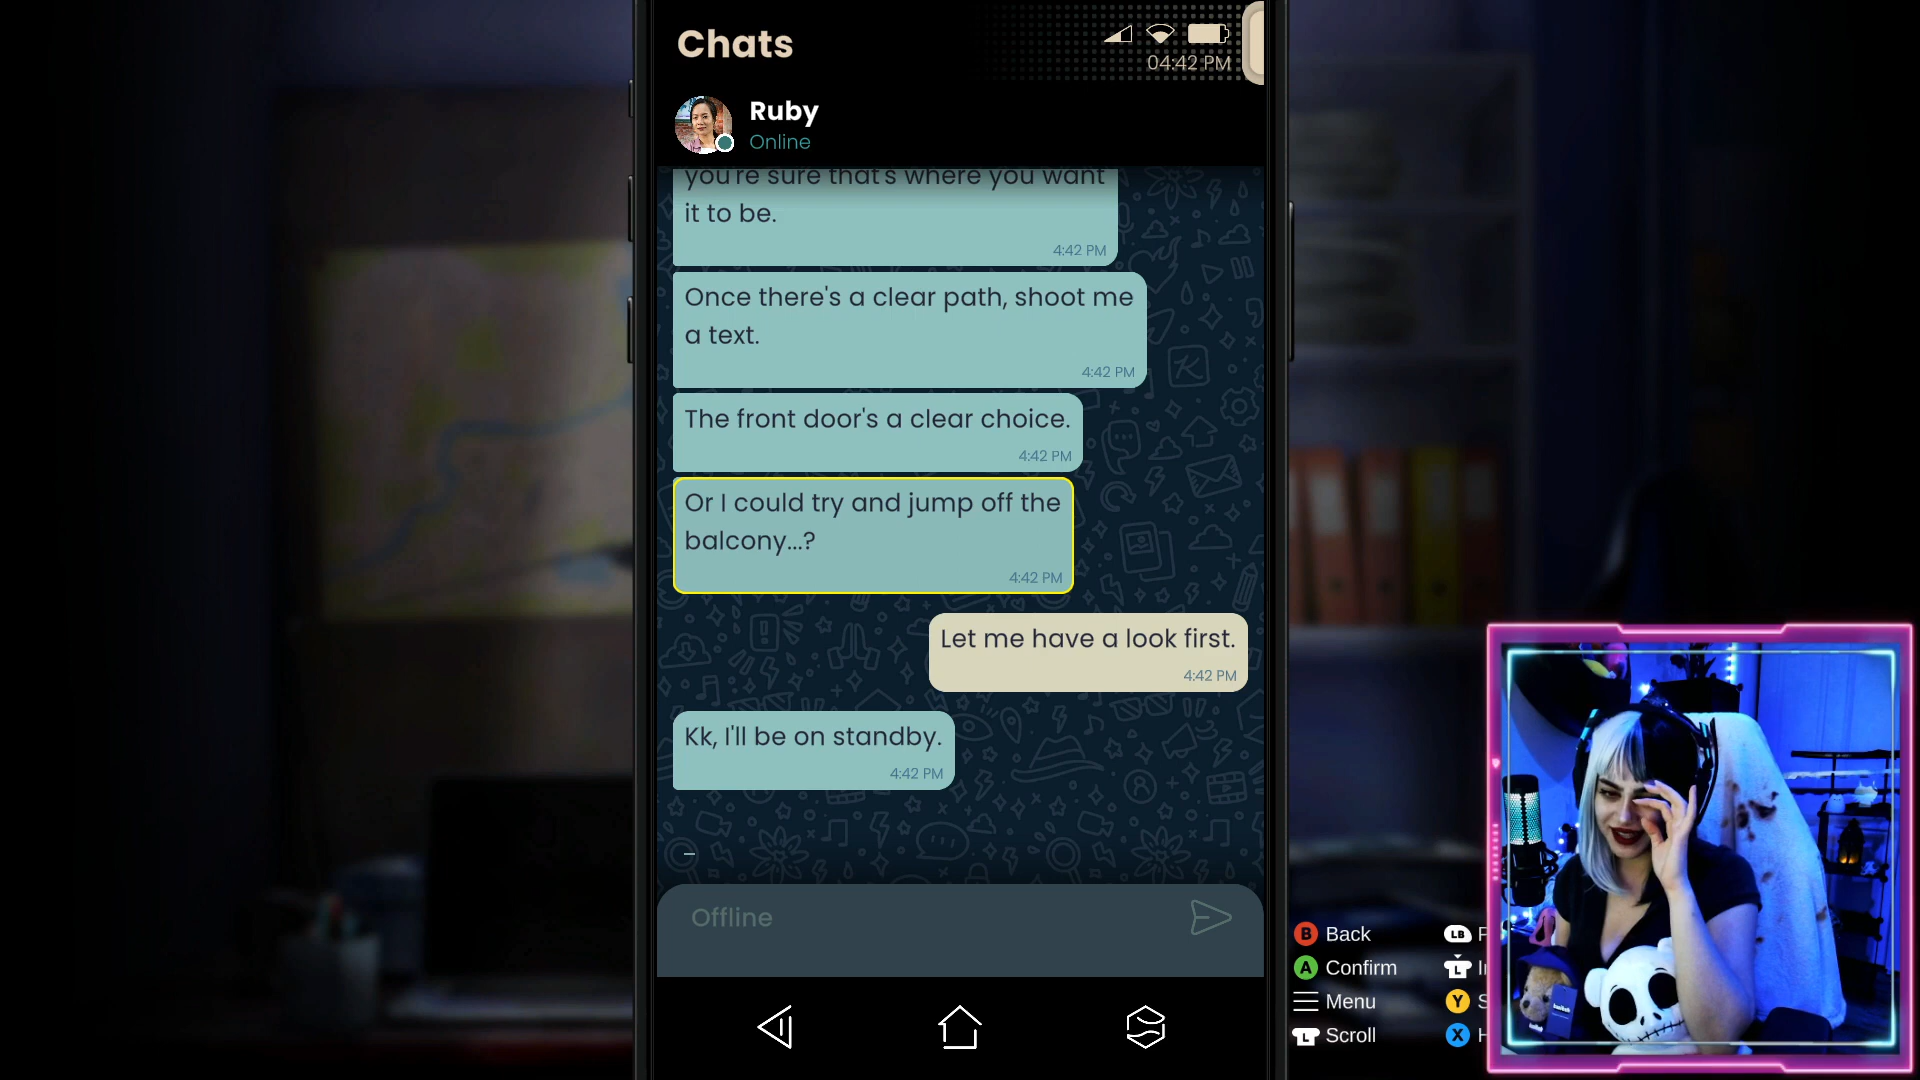 Chats
04:42 PM
Ruby
Online
you're sure that's where you want
it to be.
4:42 PM
Once there's a clear path, shoot me
a text.
4:42 PM
The front door's a clear choice.
4:42 PM
Or I could try and jump off the
balcony...?
4:42 PM
Let me have a look first.
4:42 PM
Kk, I'll be on standby.
4:42 PM
Offline
B Back
LB
A Confirm
L
Menu
Y S
L Scroll
X